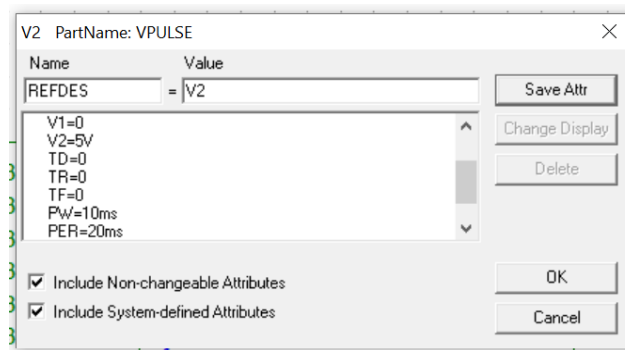 V2 PartName: VPULSE
Name Value
REFDES = V2
Save Attr
V1=0
V2=5V
TD=0
TR=0
TF=0
PW=10ms
PER=20ms
Change Display
Delete
Include Non-changeable Attributes
Include System-defined Attributes
OK
Cancel